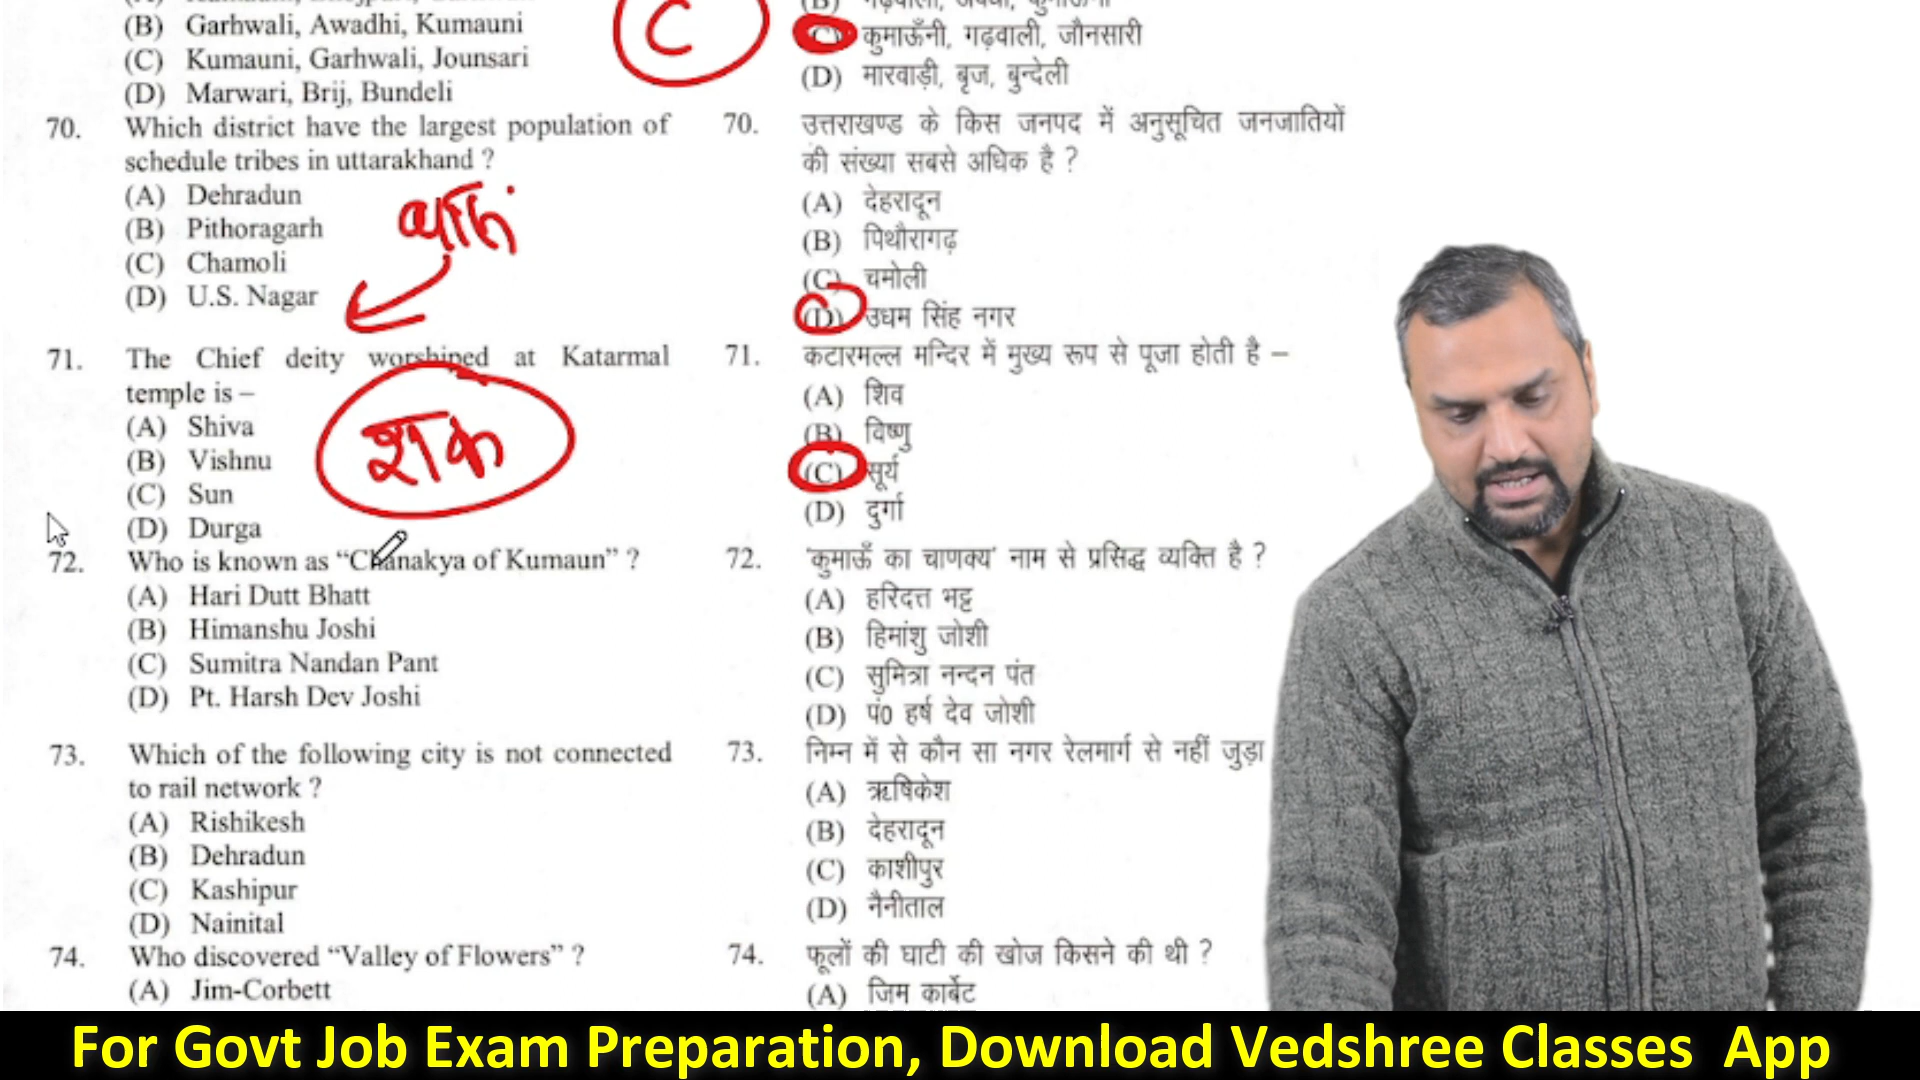 (B) Garhwali, Awadhi, Kumauni
(C) Kumauni, Garhwali, Jounsari
(D) Marwari, Brij, Bundeli
C
70. Which district have the largest population of
schedule tribes in uttarakhand ?
(A) Dehradun
(B) Pithoragarh
(C) Chamoli
(D) U.S. Nagar
71. The Chief deity worshiped at Katarmal
temple is –
(A) Shiva
(B) Vishnu
(C) Sun
(D) Durga
शक
72. Who is known as “Chanakya of Kumaun” ?
(A) Hari Dutt Bhatt
(B) Himanshu Joshi
(C) Sumitra Nandan Pant
(D) Pt. Harsh Dev Joshi
73. Which of the following city is not connected
to rail network ?
(A) Rishikesh
(B) Dehradun
(C) Kashipur
(D) Nainital
74. Who discovered “Valley of Flowers” ?
(A) Jim-Corbett
कुमाऊँनी, गढ़वाली, जौनसारी
(D) मारवाड़ी, बृज, बुन्देली
70. उत्तराखण्ड के किस जनपद में अनुसूचित जनजातियों
की संख्या सबसे अधिक है ?
(A) देहरादून
(B) पिथौरागढ़
(C) चमोली
(D) उधम सिंह नगर
71. कटारमल्ल मन्दिर में मुख्य रूप से पूजा होती है –
(A) शिव
(B) विष्णु
(C) सूर्य
(D) दुर्गा
72. 'कुमाऊँ का चाणक्य' नाम से प्रसिद्ध व्यक्ति है ?
(A) हरिदत्त भट्ट
(B) हिमांशु जोशी
(C) सुमित्रा नन्दन पंत
(D) पं0 हर्ष देव जोशी
73. निम्न में से कौन सा नगर रेलमार्ग से नहीं जुड़ा
(A) ऋषिकेश
(B) देहरादून
(C) काशीपुर
(D) नैनीताल
74. फूलों की घाटी की खोज किसने की थी ?
(A) जिम कार्बेट
For Govt Job Exam Preparation, Download Vedshree Classes App